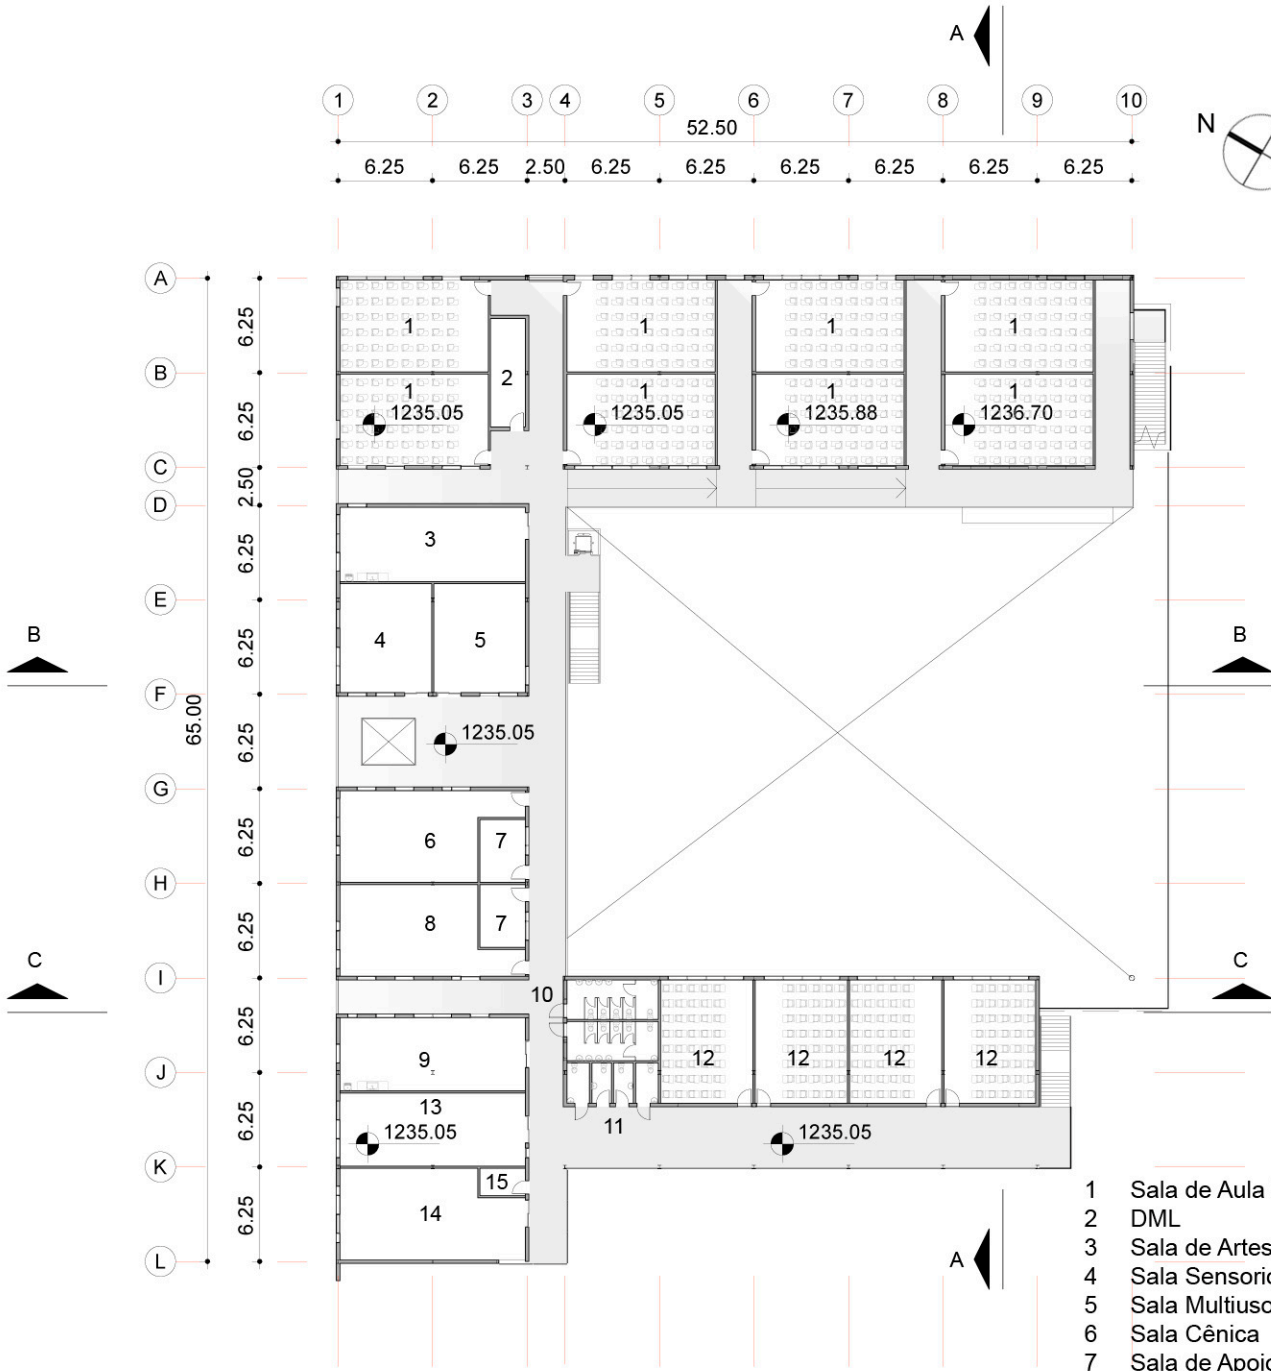 A
1 2 3 4 5 6 7 8 9 10
52.50
N
6.25 6.25 2.50 6.25 6.25 6.25 6.25 6.25 6.25
A
6.25
1 1 1 1
B
2
6.25
1 1 1 1
1235.05 1235.05 1235.88 1236.70
C
2.50
D
6.25
3
E
B B
6.25
4 5
F
65.00
6.25
1235.05
G
6.25
6 7
H
6.25
8 7
C C
I
10
6.25
9 12 12 12 12
J
13
6.25
11
1235.05 1235.05
K
15
6.25
14
L
A
1 Sala de Aula
2 DML
3 Sala de Artes
4 Sala
5 Sala Multiuso
6 Sala Cênica
7 Sala de Apoio